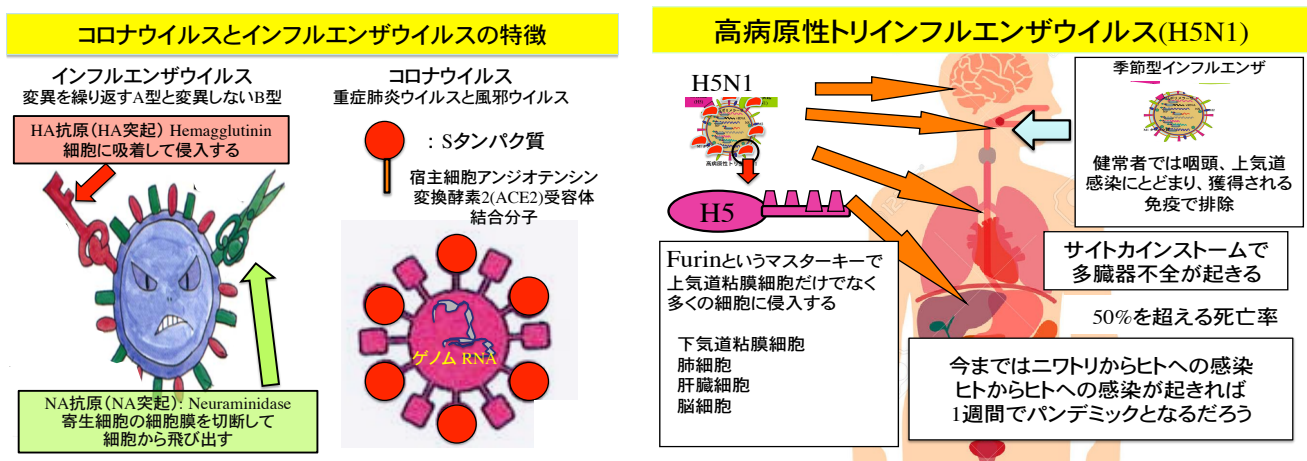 コロナウイルスとインフルエンザウイルスの特徴
インフルエンザウイルス
変異を繰り返すA型と変異しないB型
HA抗原(HA突起) Hemagglutinin
細胞に吸着して侵入する
NA抗原(NA突起): Neuraminidase
寄生細胞の細胞膜を切断して
細胞から飛び出す
コロナウイルス
重症肺炎ウイルスと風邪ウイルス
: Sタンパク質
宿主細胞アンジオテンシン
変換酵素2(ACE2)受容体
結合分子
ゲノム RNA
高病原性トリインフルエンザウイルス(H5N1)
H5N1
H5
Furinというマスターキーで
上気道粘膜細胞だけでなく
多くの細胞に侵入する
下気道粘膜細胞
肺細胞
肝臓細胞
脳細胞
季節型インフルエンザ
健常者では咽頭、上気道
感染にとどまり、獲得される
免疫で排除
サイトカインストームで
多臓器不全が起きる
50%を超える死亡率
今まではニワトリからヒトへの感染
ヒトからヒトへの感染が起きれば
1週間でパンデミックとなるだろう